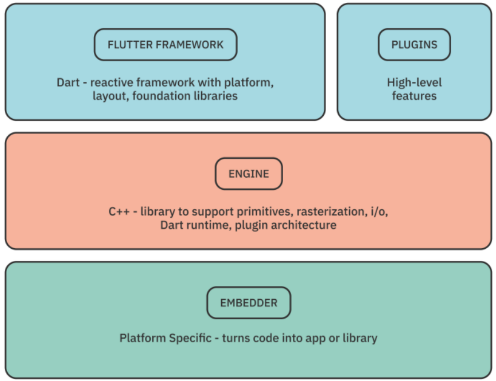 FLUTTER FRAMEWORK
Dart - reactive framework with platform,
layout, foundation libraries
PLUGINS
High-level
features
ENGINE
C++ - library to support primitives, rasterization, i/o,
Dart runtime, plugin architecture
EMBEDDER
Platform Specific - turns code into app or library